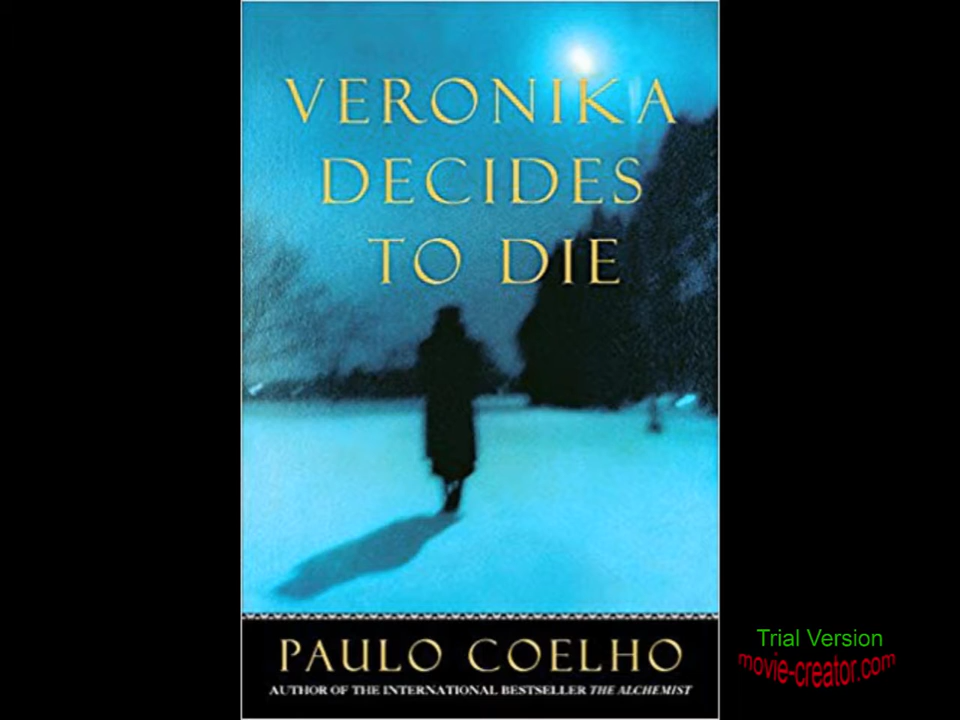 VERONIKA
DECIDES
TO DIE
PAULO COELHO
AUTHOR OF THE INTERNATIONAL BESTSELLER THE ALCHEMIST
Trial Version
movie-creator.com